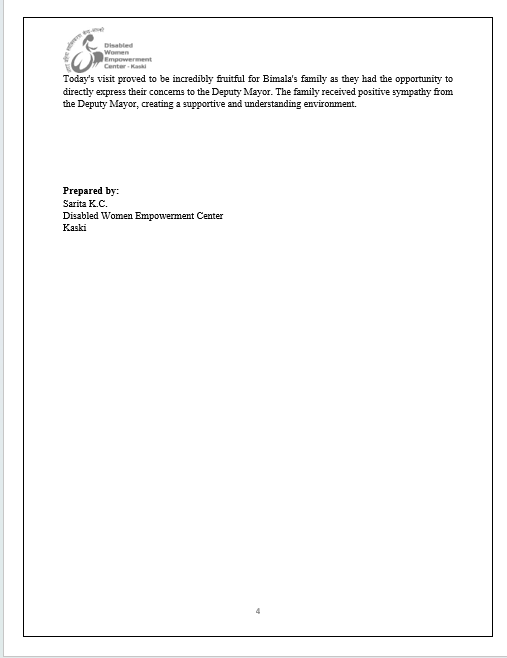 Disabled
Women
Empowerment
Center - Kaski
Today's visit proved to be incredibly fruitful for Bimala's family as they had the opportunity to
directly express their concerns to the Deputy Mayor. The family received positive sympathy from
the Deputy Mayor, creating a supportive and understanding environment.
Prepared by:
Sarita K.C.
Disabled Women Empowerment Center
Kaski
4